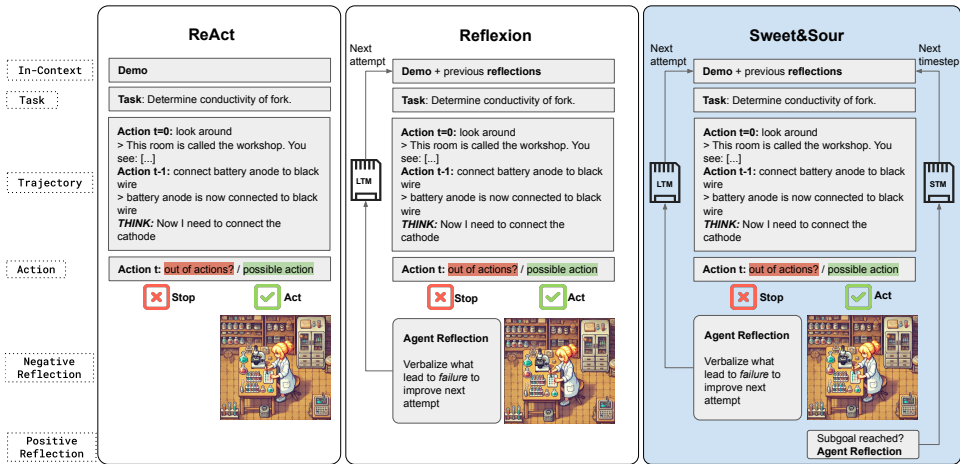 In-Context
Task
Trajectory
Action
Negative
Reflection
Positive
Reflection
ReAct
Demo
Task: Determine conductivity of fork.
Action t=0: look around
> This room is called the workshop. You
see: [...]
Action t-1: connect battery anode to black
wire
> battery anode is now connected to black
wire
THINK: Now I need to connect the
cathode
Action t: out of actions? / possible action
Stop
Act
Reflexion
Next
attempt
Demo + previous reflections
Task: Determine conductivity of fork.
LTM
Action t=0: look around
> This room is called the workshop. You
see: [...]
Action t-1: connect battery anode to black
wire
> battery anode is now connected to black
wire
THINK: Now I need to connect the
cathode
Action t: out of actions? / possible action
Stop
Act
Agent Reflection
Verbalize what
lead to failure to
improve next
attempt
Sweet&Sour
Next
attempt
Next
timestep
Demo + previous reflections
Task: Determine conductivity of fork.
LTM
STM
Action t=0: look around
> This room is called the workshop. You
see: [...]
Action t-1: connect battery anode to black
wire
> battery anode is now connected to black
wire
THINK: Now I need to connect the
cathode
Action t: out of actions? / possible action
Stop
Act
Agent Reflection
Verbalize what
lead to failure to
improve next
attempt
Subgoal reached?
Agent Reflection